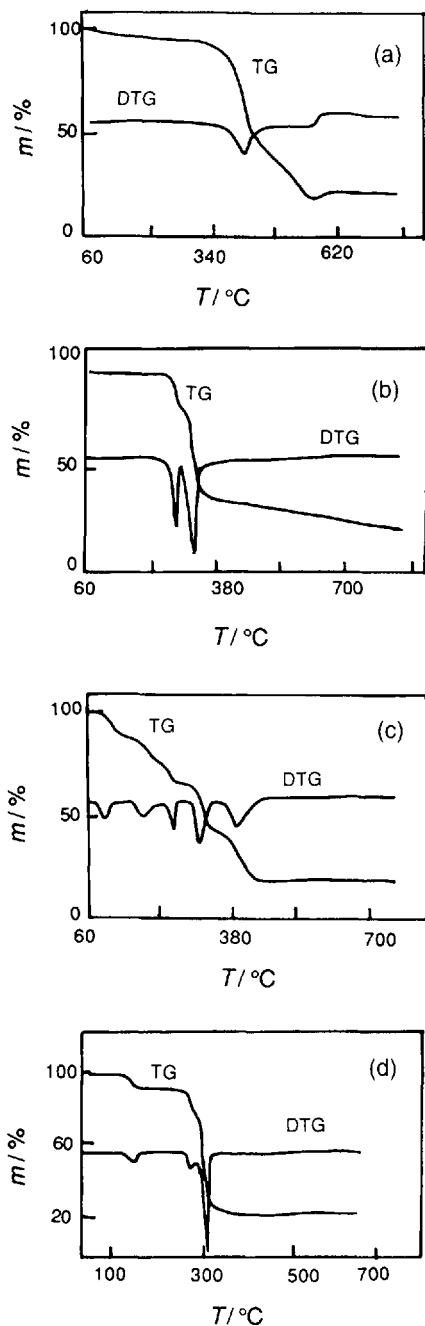 100
TG
(a)
DTG
m / %
50
0
60
340
620
T / °C
100
TG
(b)
DTG
m / %
50
0
60
380
700
T / °C
100
TG
(c)
DTG
m / %
50
0
60
380
700
T / °C
TG
(d)
100
DTG
m / %
60
20
100
300
500
700
T / °C